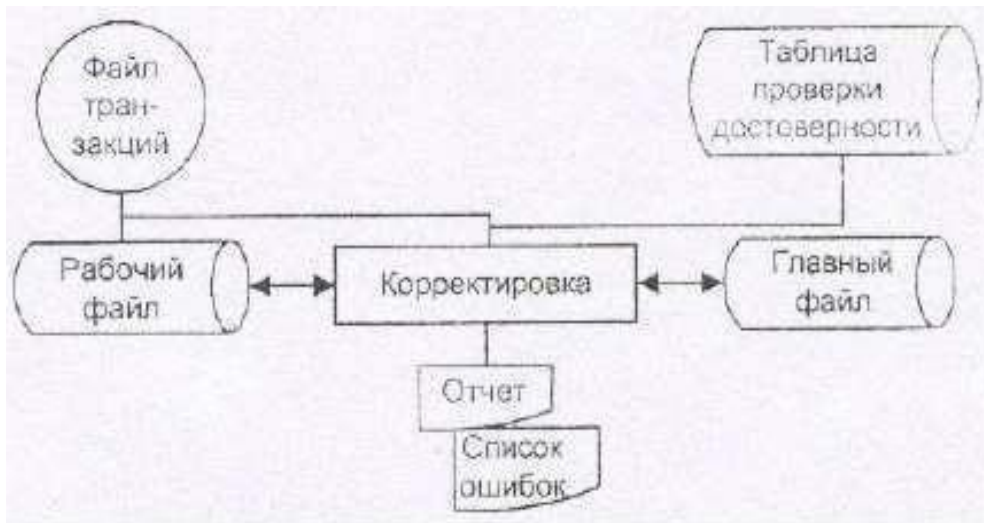 Файл
тран-
закций
Таблица
проверки
достоверности
Рабочий
файл
Корректировка
Главный
файл
Отчет
Список
ошибок